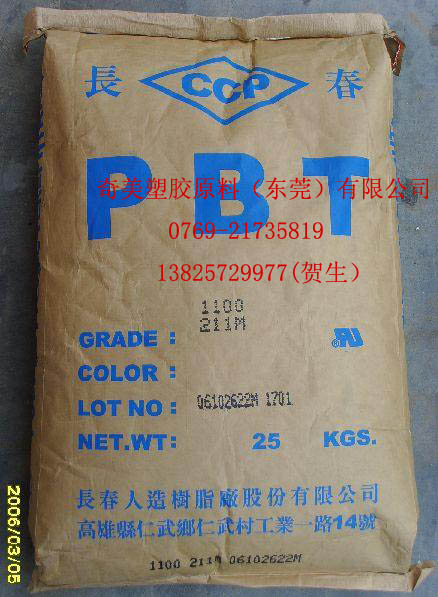 長 CCP 春
PBT
奇美塑胶原料（东莞）有限公司
0769-21735819
13825729977(贺生）
1100
GRADE : 211M
COLOR :
LOT NO : 06102622M 1701
NET.WT: 25 KGS.
長春人造樹脂廠股份有限公司
高雄縣仁武鄉仁武村工業一路14號
1100 211M 06102622M
2006/03/05